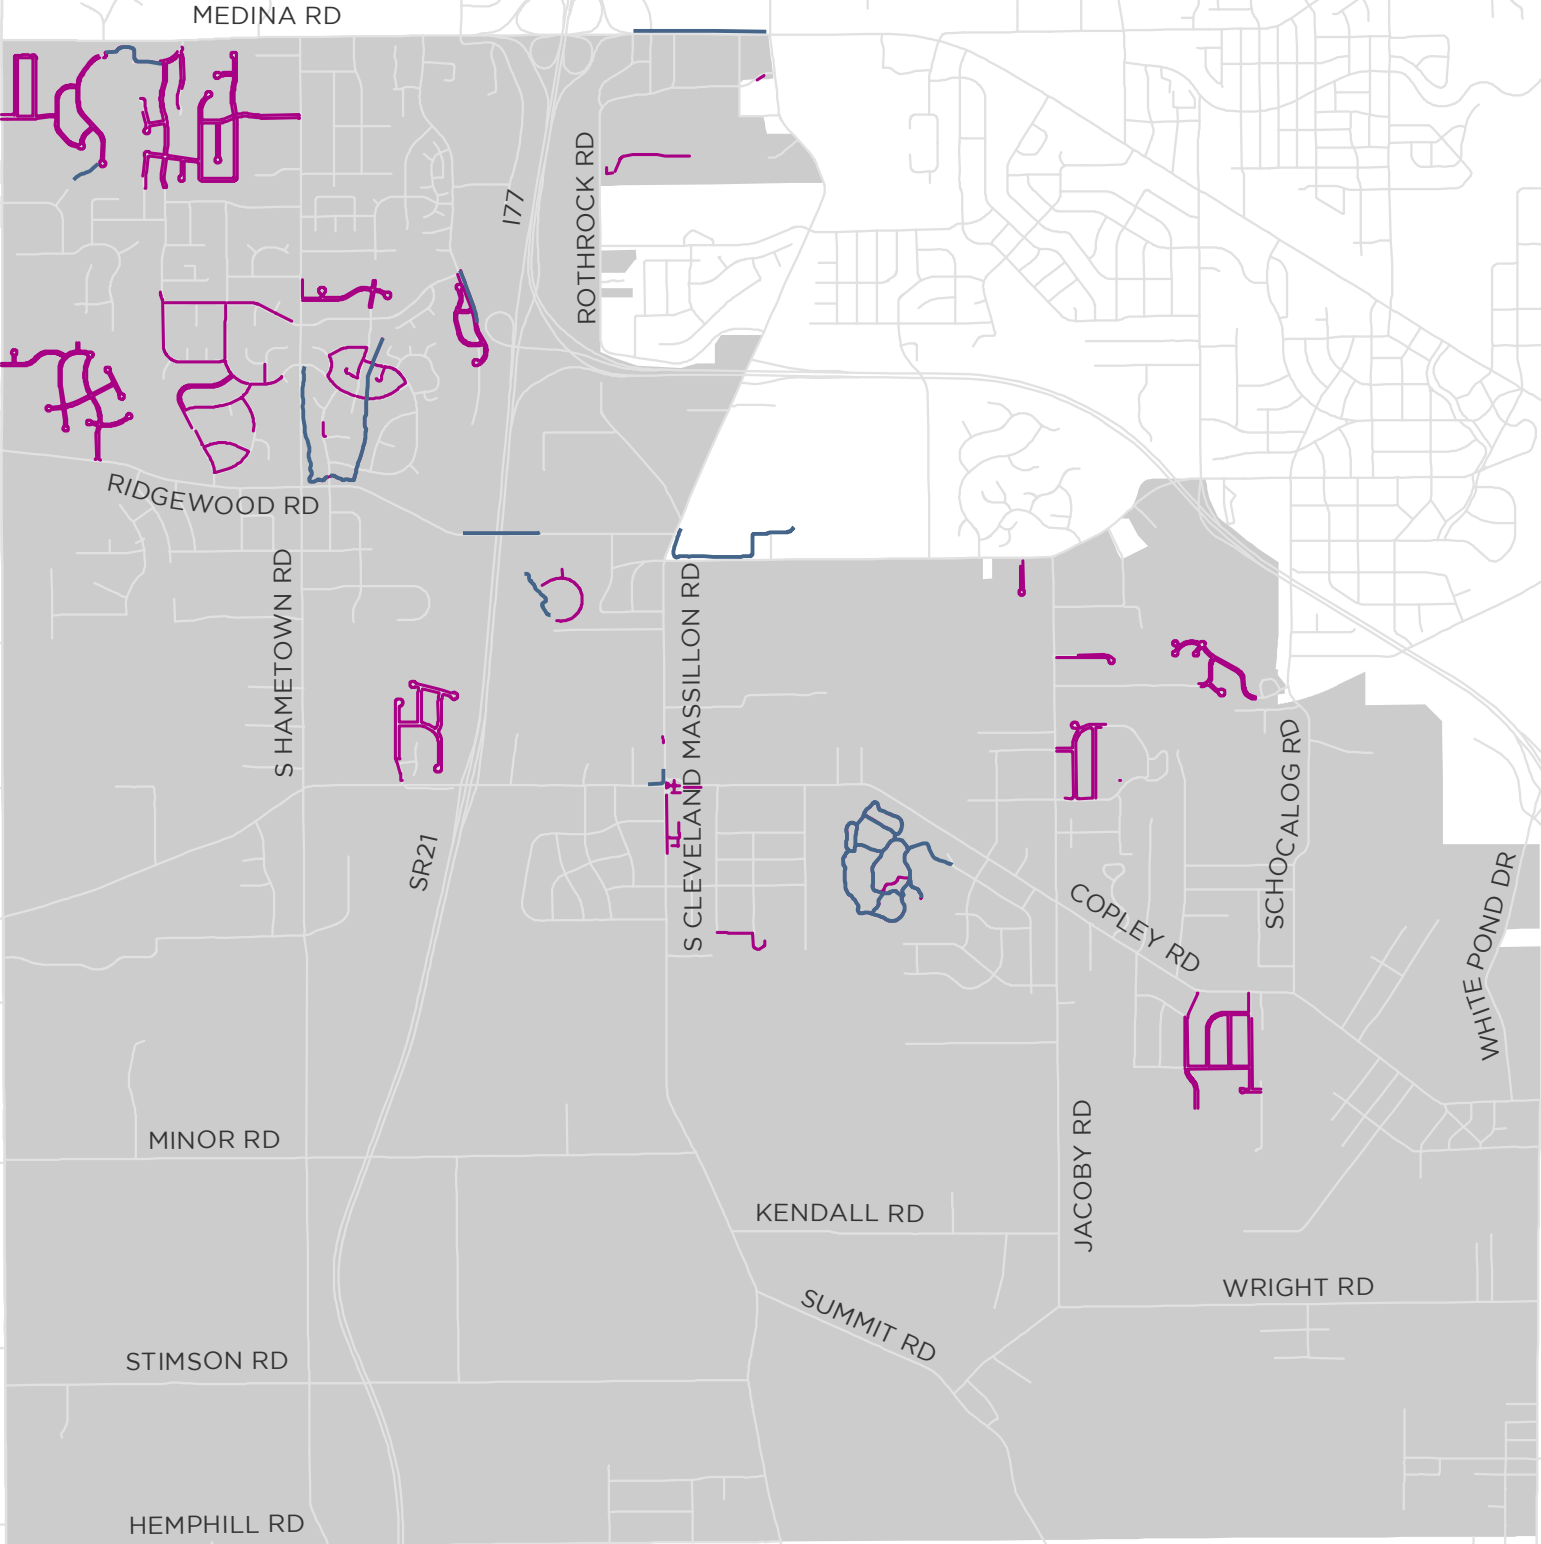 MEDINA RD
I77
ROTHROCK RD
RIDGEWOOD RD
S HAMETOWN RD
S CLEVELAND MASSILLON RD
SR21
SCHOCALOG RD
COPLEY RD
WHITE POND DR
MINOR RD
JACOBY RD
KENDALL RD
WRIGHT RD
SUMMIT RD
STIMSON RD
HEMPHILL RD